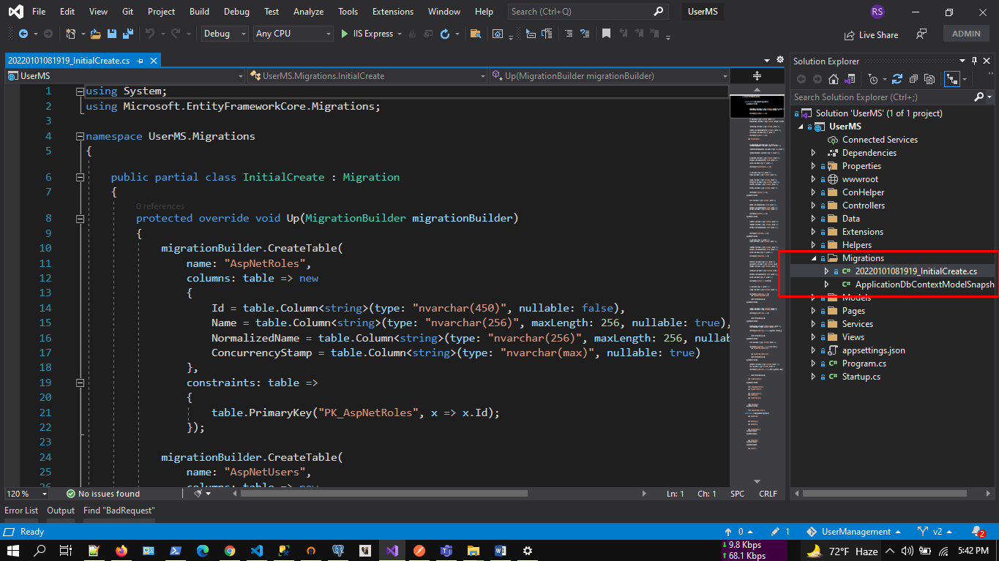 File Edit View Git Project Build Debug Test Analyze Tools Extensions Window Help Search (Ctrl+Q) UserMS RS
Debug Any CPU IIS Express Live Share ADMIN
20220101081919_InitialCreate.cs
UserMS UserMS.Migrations.InitialCreate Up(MigrationBuilder migrationBuilder)
1 using System;
2 using Microsoft.EntityFrameworkCore.Migrations;
3
4 namespace UserMS.Migrations
5 {
6 public partial class InitialCreate : Migration
7 {
0 references
8 protected override void Up(MigrationBuilder migrationBuilder)
9 {
10 migrationBuilder.CreateTable(
11 name: "AspNetRoles",
12 columns: table => new
13 {
14 Id = table.Column<string>(type: "nvarchar(450)", nullable: false),
15 Name = table.Column<string>(type: "nvarchar(256)", maxLength: 256, nullable: true),
16 NormalizedName = table.Column<string>(type: "nvarchar(256)", maxLength: 256, nullab
17 ConcurrencyStamp = table.Column<string>(type: "nvarchar(max)", nullable: true)
18 },
19 constraints: table =>
20 {
21 table.PrimaryKey("PK_AspNetRoles", x => x.Id);
22 });
23
24 migrationBuilder.CreateTable(
25 name: "AspNetUsers",
26 columns: table => new
120 % No issues found Ln: 1 Ch: 1 SPC CRLF
Solution Explorer
Search Solution Explorer (Ctrl+;)
Solution 'UserMS' (1 of 1 project)
UserMS
Connected Services
Dependencies
Properties
wwwroot
ConHelper
Controllers
Data
Extensions
Helpers
Migrations
C# 20220101081919_InitialCreate.cs
C# ApplicationDbContextModelSnapsh
Models
Pages
Services
Views
appsettings.json
C# Program.cs
C# Startup.cs
Error List Output Find "BadRequest"
Ready 0 1 UserManagement v2 2
9.8 Kbps
68.1 Kbps
72°F Haze 5:42 PM